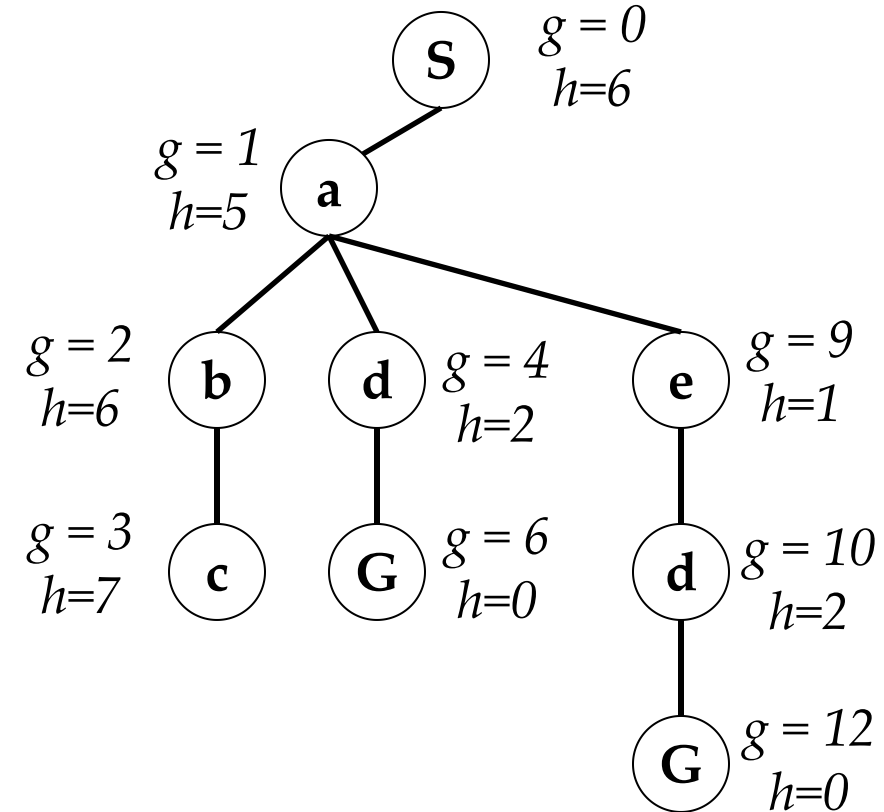 S
g = 0
h=6
g = 1
h=5
a
g = 2
h=6
b
d
g = 4
h=2
e
g = 9
h=1
g = 3
h=7
c
G
g = 6
h=0
d
g = 10
h=2
G
g = 12
h=0